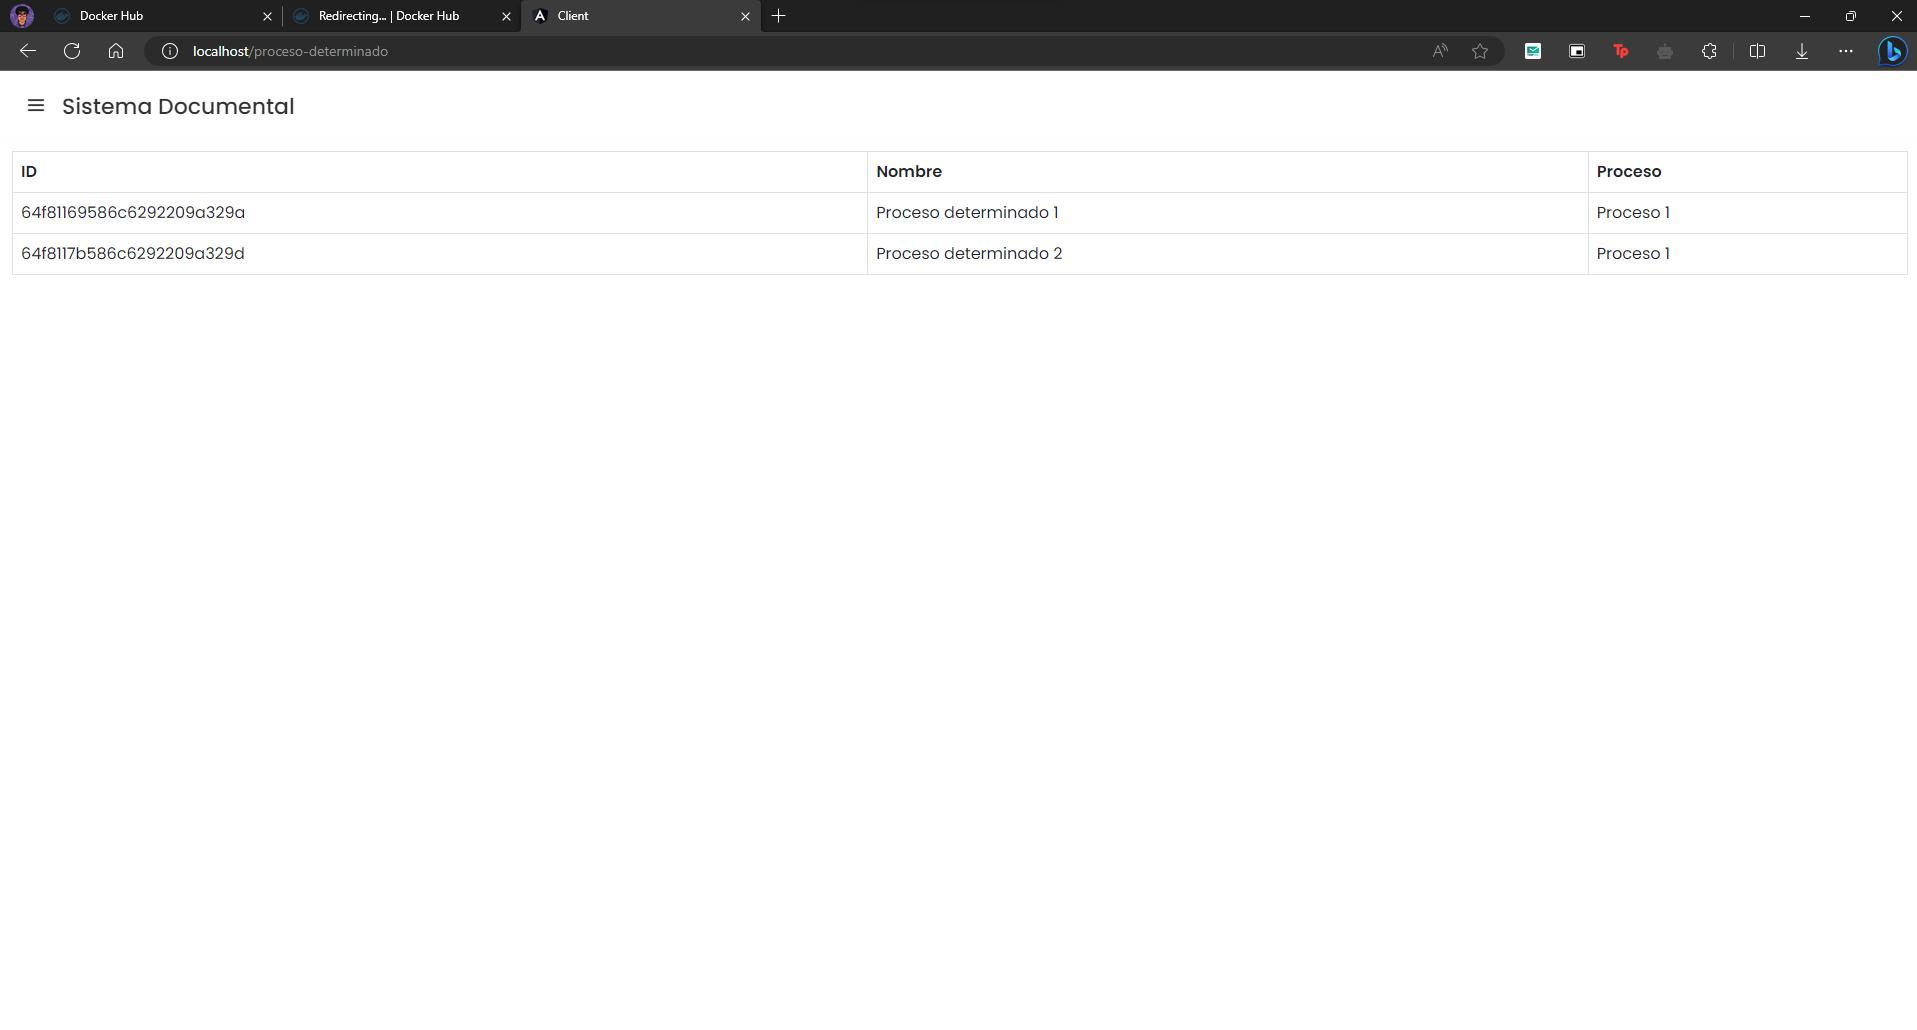 Docker Hub
Redirecting... | Docker Hub
Client
localhost/proceso-determinado
Sistema Documental
ID Nombre Proceso
64f81169586c6292209a329a Proceso determinado 1 Proceso 1
64f8117b586c6292209a329d Proceso determinado 2 Proceso 1